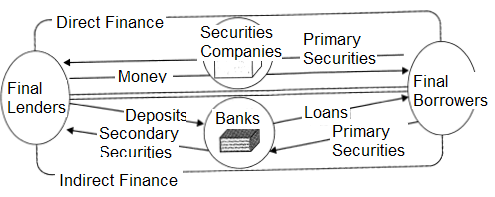 Direct Finance
Securities
Companies
Primary
Securities
Money
Final
Lenders
Final
Borrowers
Deposits
Banks
Loans
Secondary
Securities
Primary
Securities
Indirect Finance